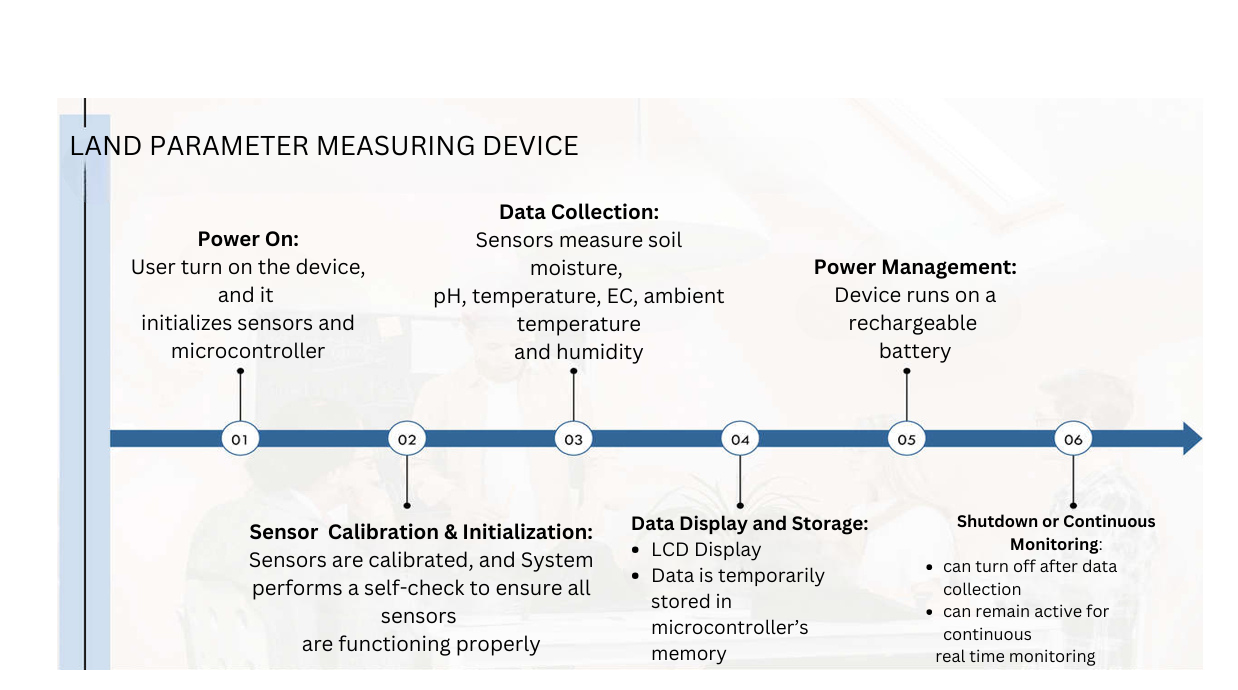 LAND PARAMETER MEASURING DEVICE
Power On:
User turn on the device,
and it
initializes sensors and
microcontroller
Data Collection:
Sensors measure soil
moisture,
pH, temperature, EC, ambient
temperature
and humidity
Power Management:
Device runs on a
rechargeable
battery
01
02
03
04
05
06
Sensor  Calibration & Initialization:
Sensors are calibrated, and System
performs a self-check to ensure all
sensors
are functioning properly
Data Display and Storage:
• LCD Display
• Data is temporarily
stored in
microcontroller’s
memory
Shutdown or Continuous
Monitoring:
• can turn off after data
collection
• can remain active for
continuous
real time monitoring